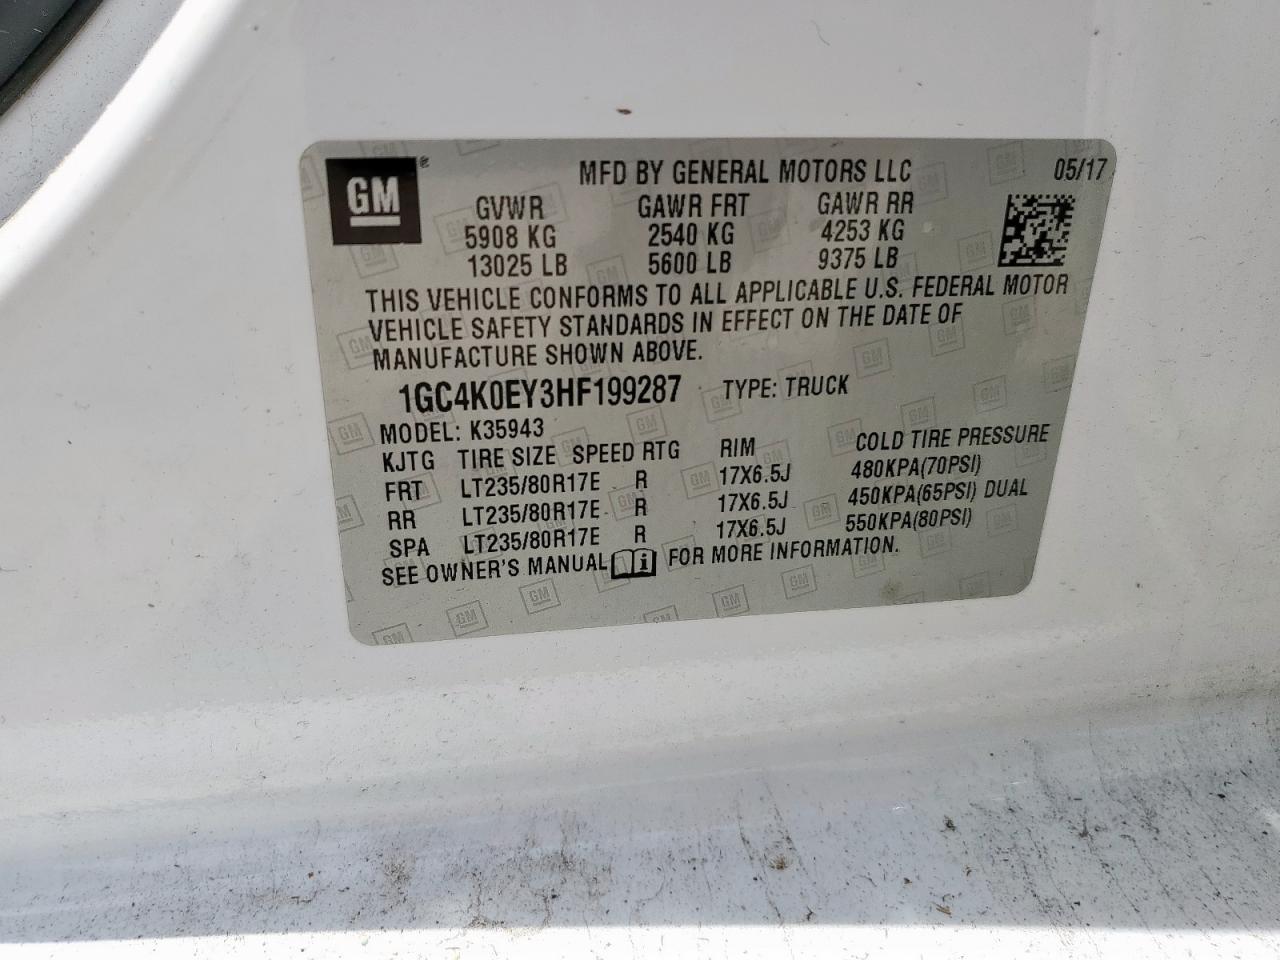 GM
MFD BY GENERAL MOTORS LLC 05/17
GVWR GAWR FRT GAWR RR
5908 KG 2540 KG 4253 KG
13025 LB 5600 LB 9375 LB
THIS VEHICLE CONFORMS TO ALL APPLICABLE U.S. FEDERAL MOTOR
VEHICLE SAFETY STANDARDS IN EFFECT ON THE DATE OF
MANUFACTURE SHOWN ABOVE.
1GC4K0EY3HF199287 TYPE: TRUCK
MODEL: K35943
KJTG TIRE SIZE SPEED RTG RIM COLD TIRE PRESSURE
FRT LT235/80R17E R 17X6.5J 480KPA(70PSI)
RR LT235/80R17E R 17X6.5J 450KPA(65PSI) DUAL
SPA LT235/80R17E R 17X6.5J 550KPA(80PSI)
SEE OWNER'S MANUAL i FOR MORE INFORMATION.